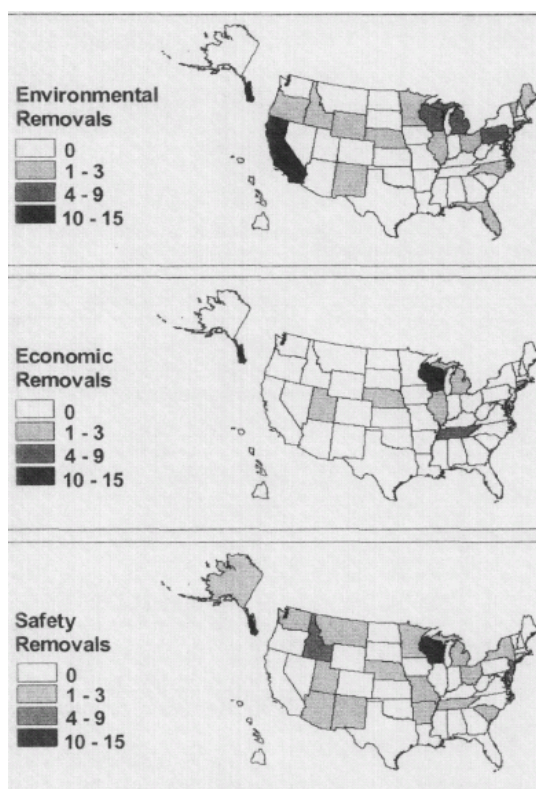 Environmental
Removals
0
1 - 3
4 - 9
10 - 15
Economic
Removals
0
1 - 3
4 - 9
10 - 15
Safety
Removals
0
1 - 3
4 - 9
10 - 15